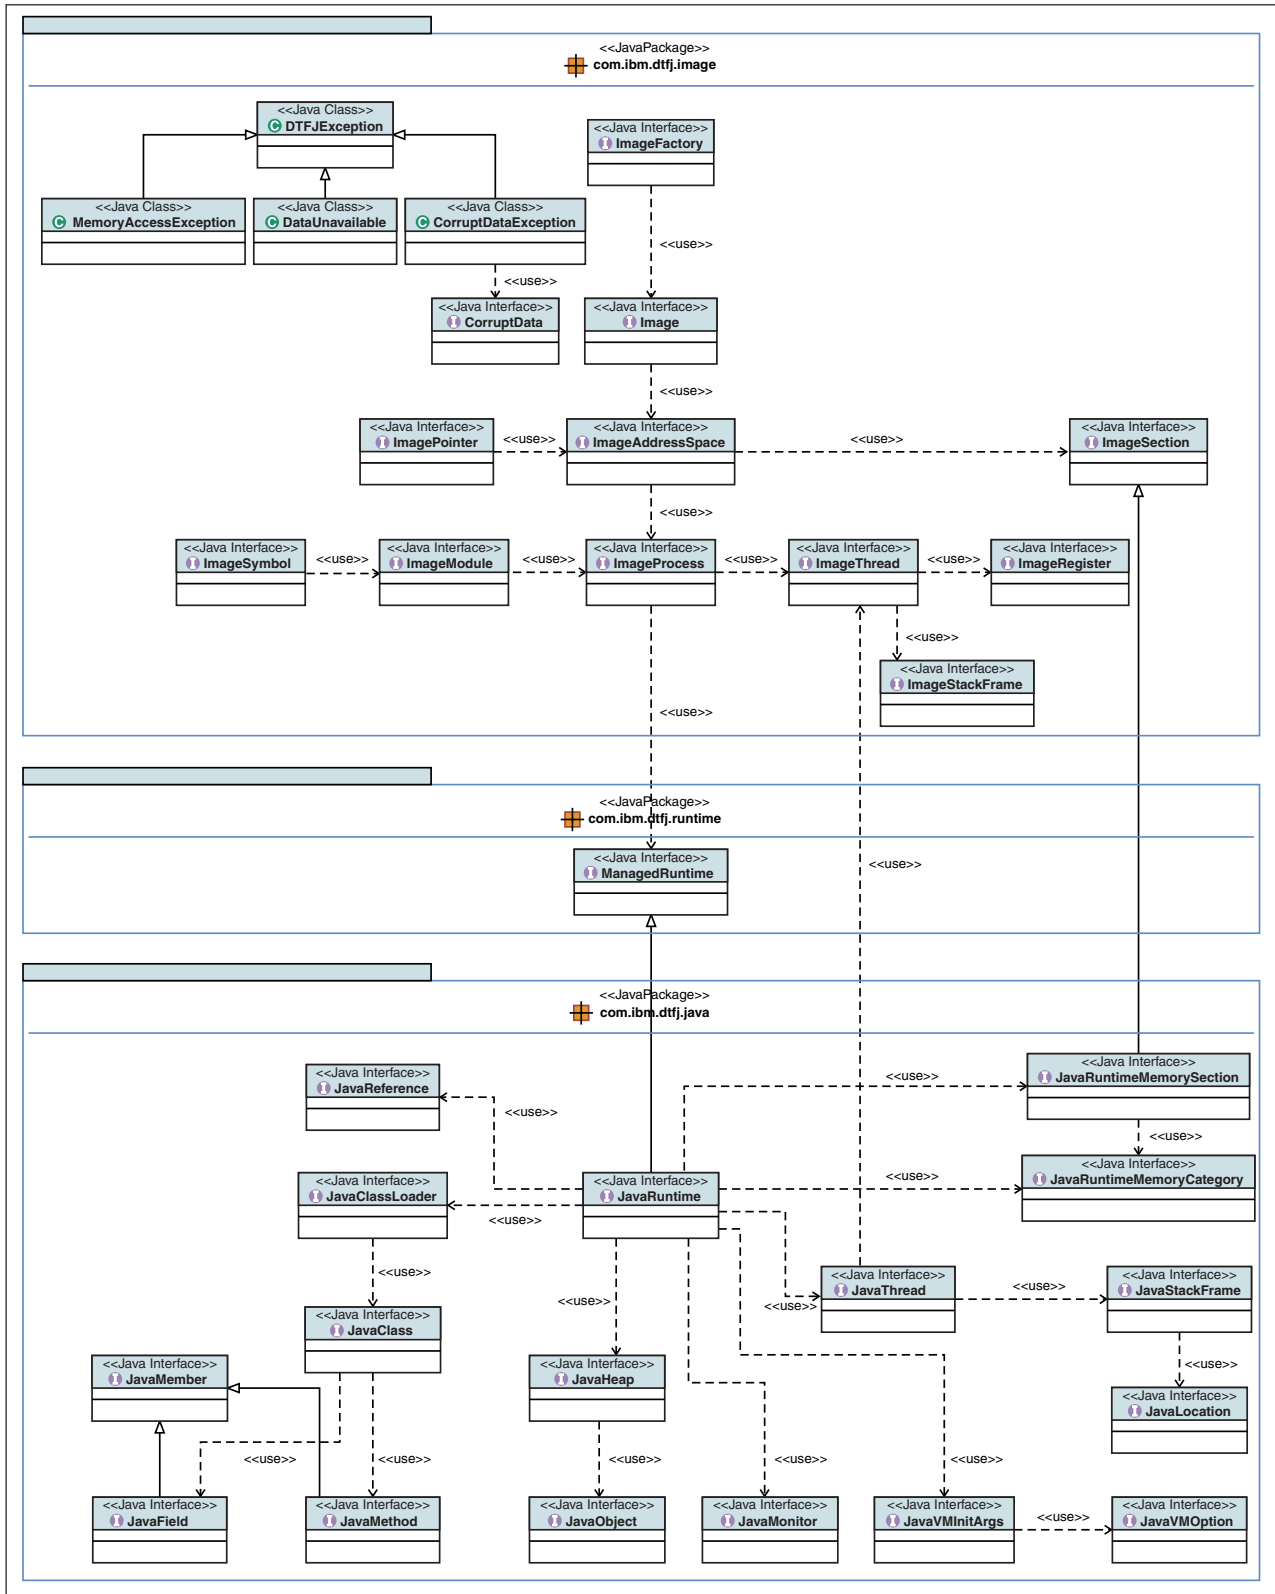 <<JavaPackage>>
com.ibm.dtfj.image
<<Java Class>>
DTFJException
<<Java Interface>>
ImageFactory
<<Java Class>>
MemoryAccessException
<<Java Class>>
DataUnavailable
<<Java Class>>
CorruptDataException
<<use>>
<<use>>
<<Java Interface>>
CorruptData
<<Java Interface>>
Image
<<use>>
<<Java Interface>>
ImagePointer
<<use>>
<<Java Interface>>
ImageAddressSpace
<<use>>
<<Java Interface>>
ImageSection
<<use>>
<<Java Interface>>
ImageSymbol
<<use>>
<<Java Interface>>
ImageModule
<<use>>
<<Java Interface>>
ImageProcess
<<use>>
<<Java Interface>>
ImageThread
<<use>>
<<Java Interface>>
ImageRegister
<<use>>
<<Java Interface>>
ImageStackFrame
<<use>>
<<JavaPackage>>
com.ibm.dtfj.runtime
<<Java Interface>>
ManagedRuntime
<<use>>
<<JavaPackage>>
com.ibm.dtfj.java
<<Java Interface>>
JavaReference
<<use>>
<<use>>
<<Java Interface>>
JavaRuntimeMemorySection
<<use>>
<<Java Interface>>
JavaClassLoader
<<use>>
<<Java Interface>>
JavaRuntime
<<use>>
<<Java Interface>>
JavaRuntimeMemoryCategory
<<use>>
<<use>>
<<use>>
<<Java Interface>>
JavaThread
<<use>>
<<Java Interface>>
JavaStackFrame
<<Java Interface>>
JavaClass
<<use>>
<<Java Interface>>
JavaMember
<<Java Interface>>
JavaHeap
<<Java Interface>>
JavaLocation
<<use>>
<<use>>
<<use>>
<<use>>
<<use>>
<<Java Interface>>
JavaField
<<Java Interface>>
JavaMethod
<<Java Interface>>
JavaObject
<<Java Interface>>
JavaMonitor
<<Java Interface>>
JavaVMInitArgs
<<use>>
<<Java Interface>>
JavaVMOption